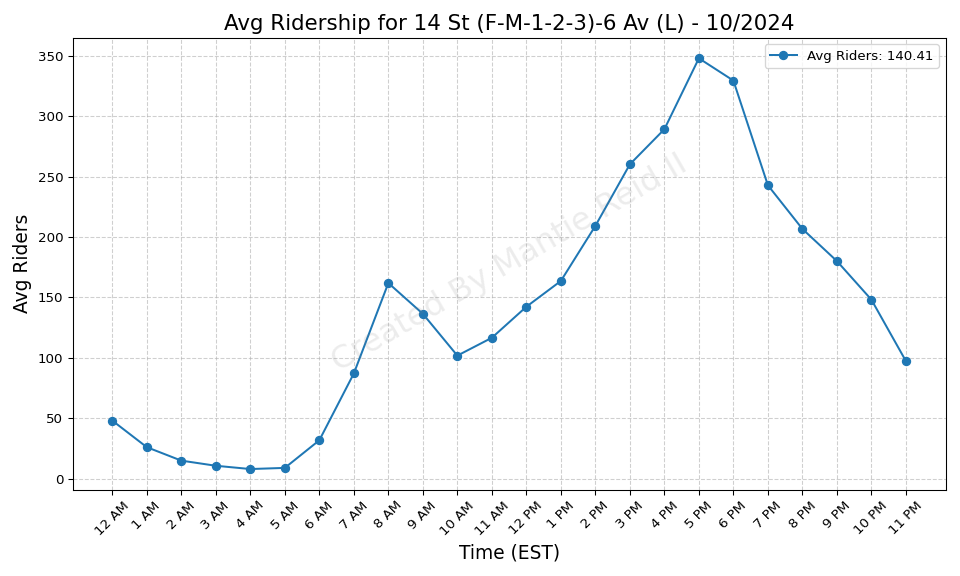 Avg Ridership for 14 St (F-M-1-2-3)-6 Av (L) - 10/2024
Avg Riders: 140.41
Avg Riders
350
300
250
200
150
100
50
0
Created By Mantie Reid II
12 AM
1 AM
2 AM
3 AM
4 AM
5 AM
6 AM
7 AM
8 AM
9 AM
10 AM
11 AM
12 PM
1 PM
2 PM
3 PM
4 PM
5 PM
6 PM
7 PM
8 PM
9 PM
10 PM
11 PM
Time (EST)